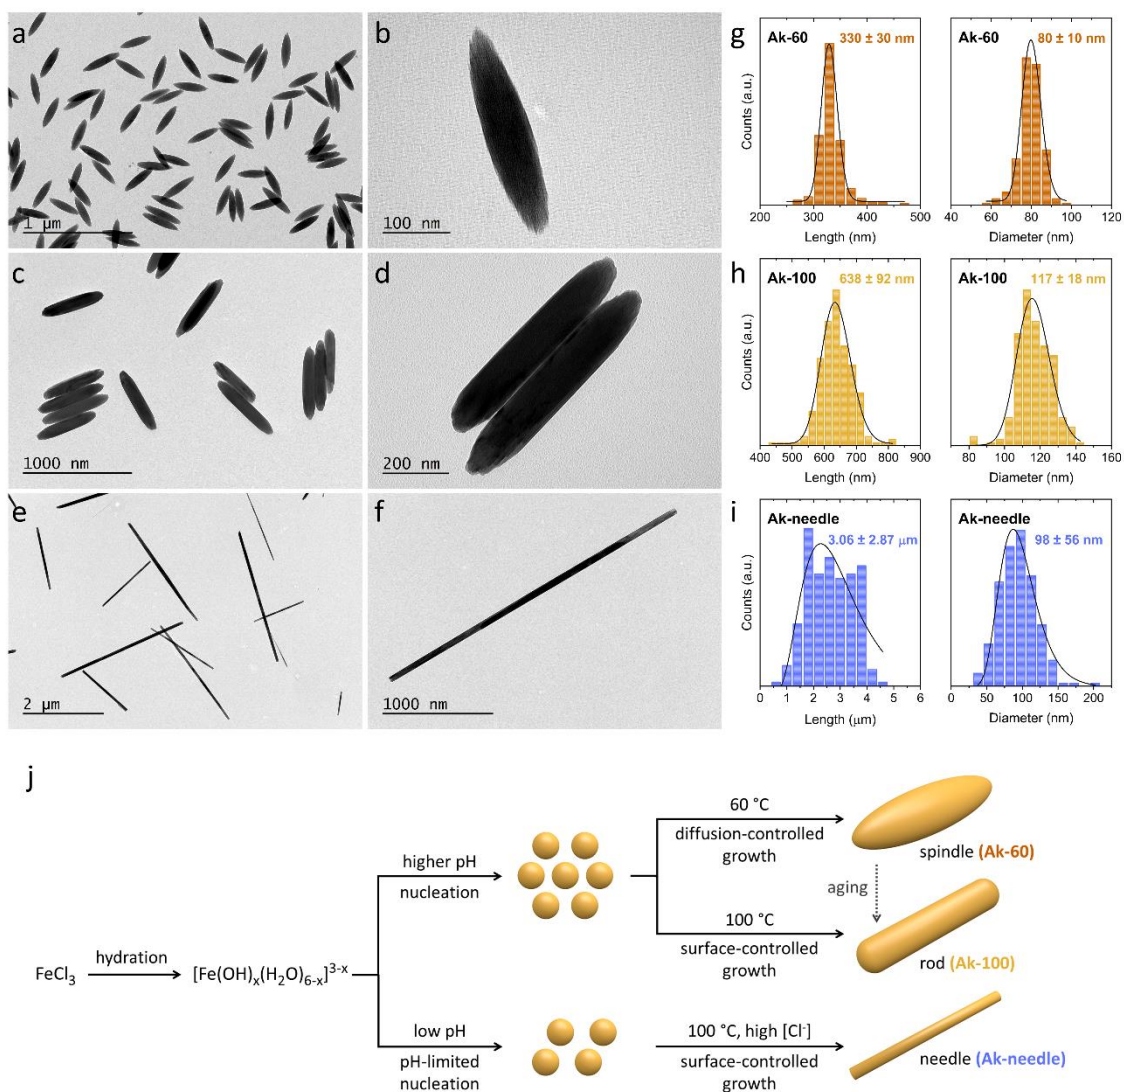 a
1 µm
b
100 nm
c
1000 nm
d
200 nm
e
2 µm
f
1000 nm
g
Ak-60
330 ± 30 nm
Counts (a.u.)
200 300 400 500
Length (nm)
Ak-60
80 ± 10 nm
Counts (a.u.)
40 60 80 100 120
Diameter (nm)
h
Ak-100
638 ± 92 nm
Counts (a.u.)
400 500 600 700 800 900
Length (nm)
Ak-100
117 ± 18 nm
Counts (a.u.)
80 100 120 140 160
Diameter (nm)
i
Ak-needle
3.06 ± 2.87 µm
Counts (a.u.)
0 1 2 3 4 5 6
Length (µm)
Ak-needle
98 ± 56 nm
Counts (a.u.)
0 50 100 150 200
Diameter (nm)
j
FeCl₃
hydration
[Fe(OH)ₓ(H₂O)₆₋ₓ]³⁻ˣ
higher pH
nucleation
60 °C
diffusion-controlled
growth
spindle (Ak-60)
aging
100 °C
surface-controlled
growth
rod (Ak-100)
low pH
pH-limited
nucleation
100 °C, high [Cl⁻]
surface-controlled
growth
needle (Ak-needle)